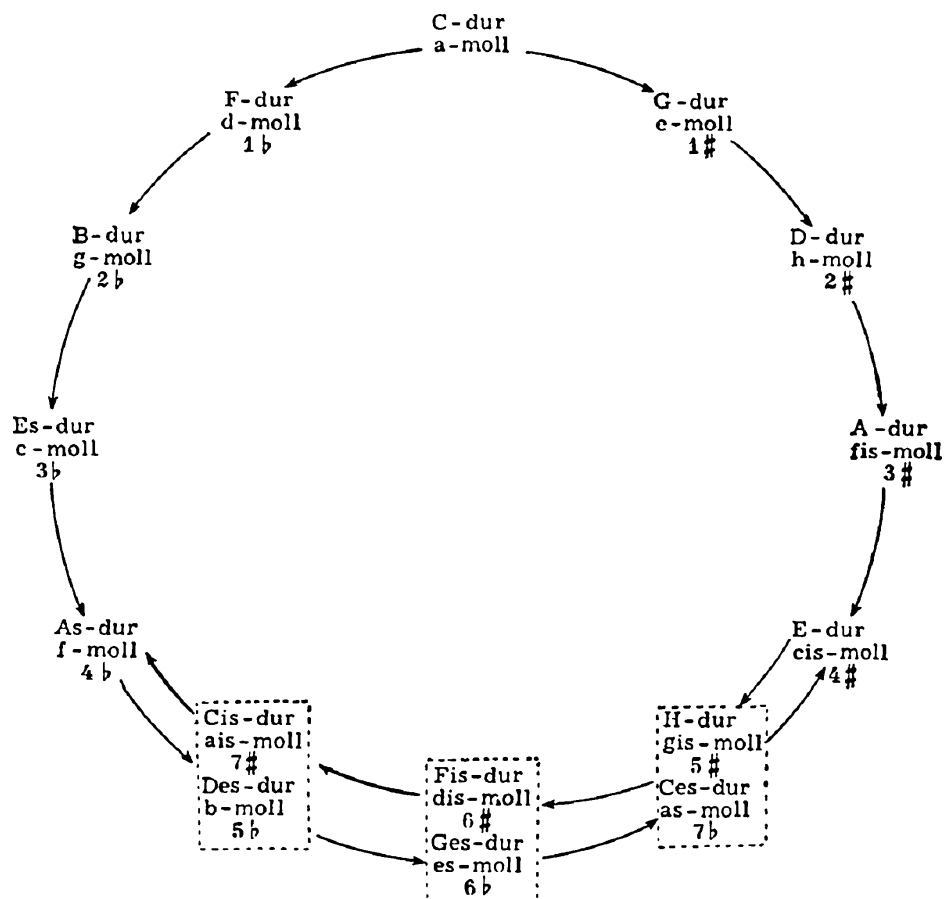 C-dur
a-moll
F-dur
d-moll
1♭
G-dur
e-moll
1#
B-dur
g-moll
2♭
D-dur
h-moll
2#
Es-dur
c-moll
3♭
A-dur
fis-moll
3#
As-dur
f-moll
4♭
E-dur
cis-moll
4#
Cis-dur
ais-moll
7#
Des-dur
b-moll
5♭
Fis-dur
dis-moll
6#
Ges-dur
es-moll
6♭
H-dur
gis-moll
5#
Ces-dur
as-moll
7♭